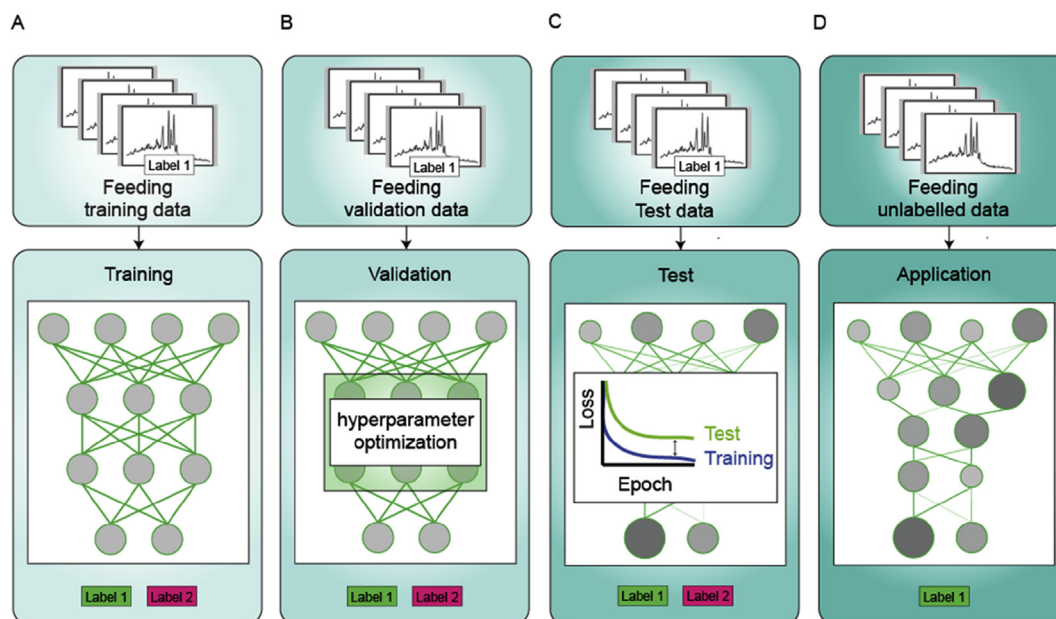 A
B
C
D
Label 1
Feeding
training data
Label 1
Feeding
validation data
Label 1
Feeding
Test data
Feeding
unlabelled data
Training
Label 1
Label 2
Validation
hyperparameter
optimization
Label 1
Label 2
Test
Loss
Test
Training
Epoch
Label 1
Label 2
Application
Label 1